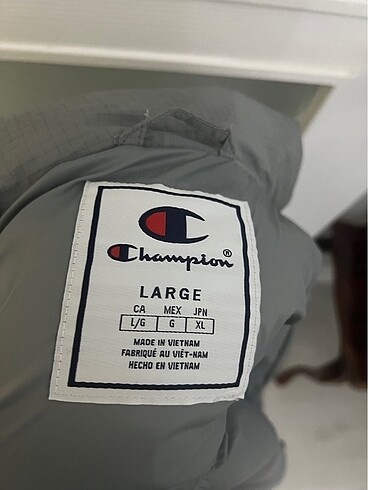 Champion®
LARGE
CA MEX JPN
L/G G XL
MADE IN VIETNAM
FABRIQUÉ AU VIÊT-NAM
HECHO EN VIETNAM